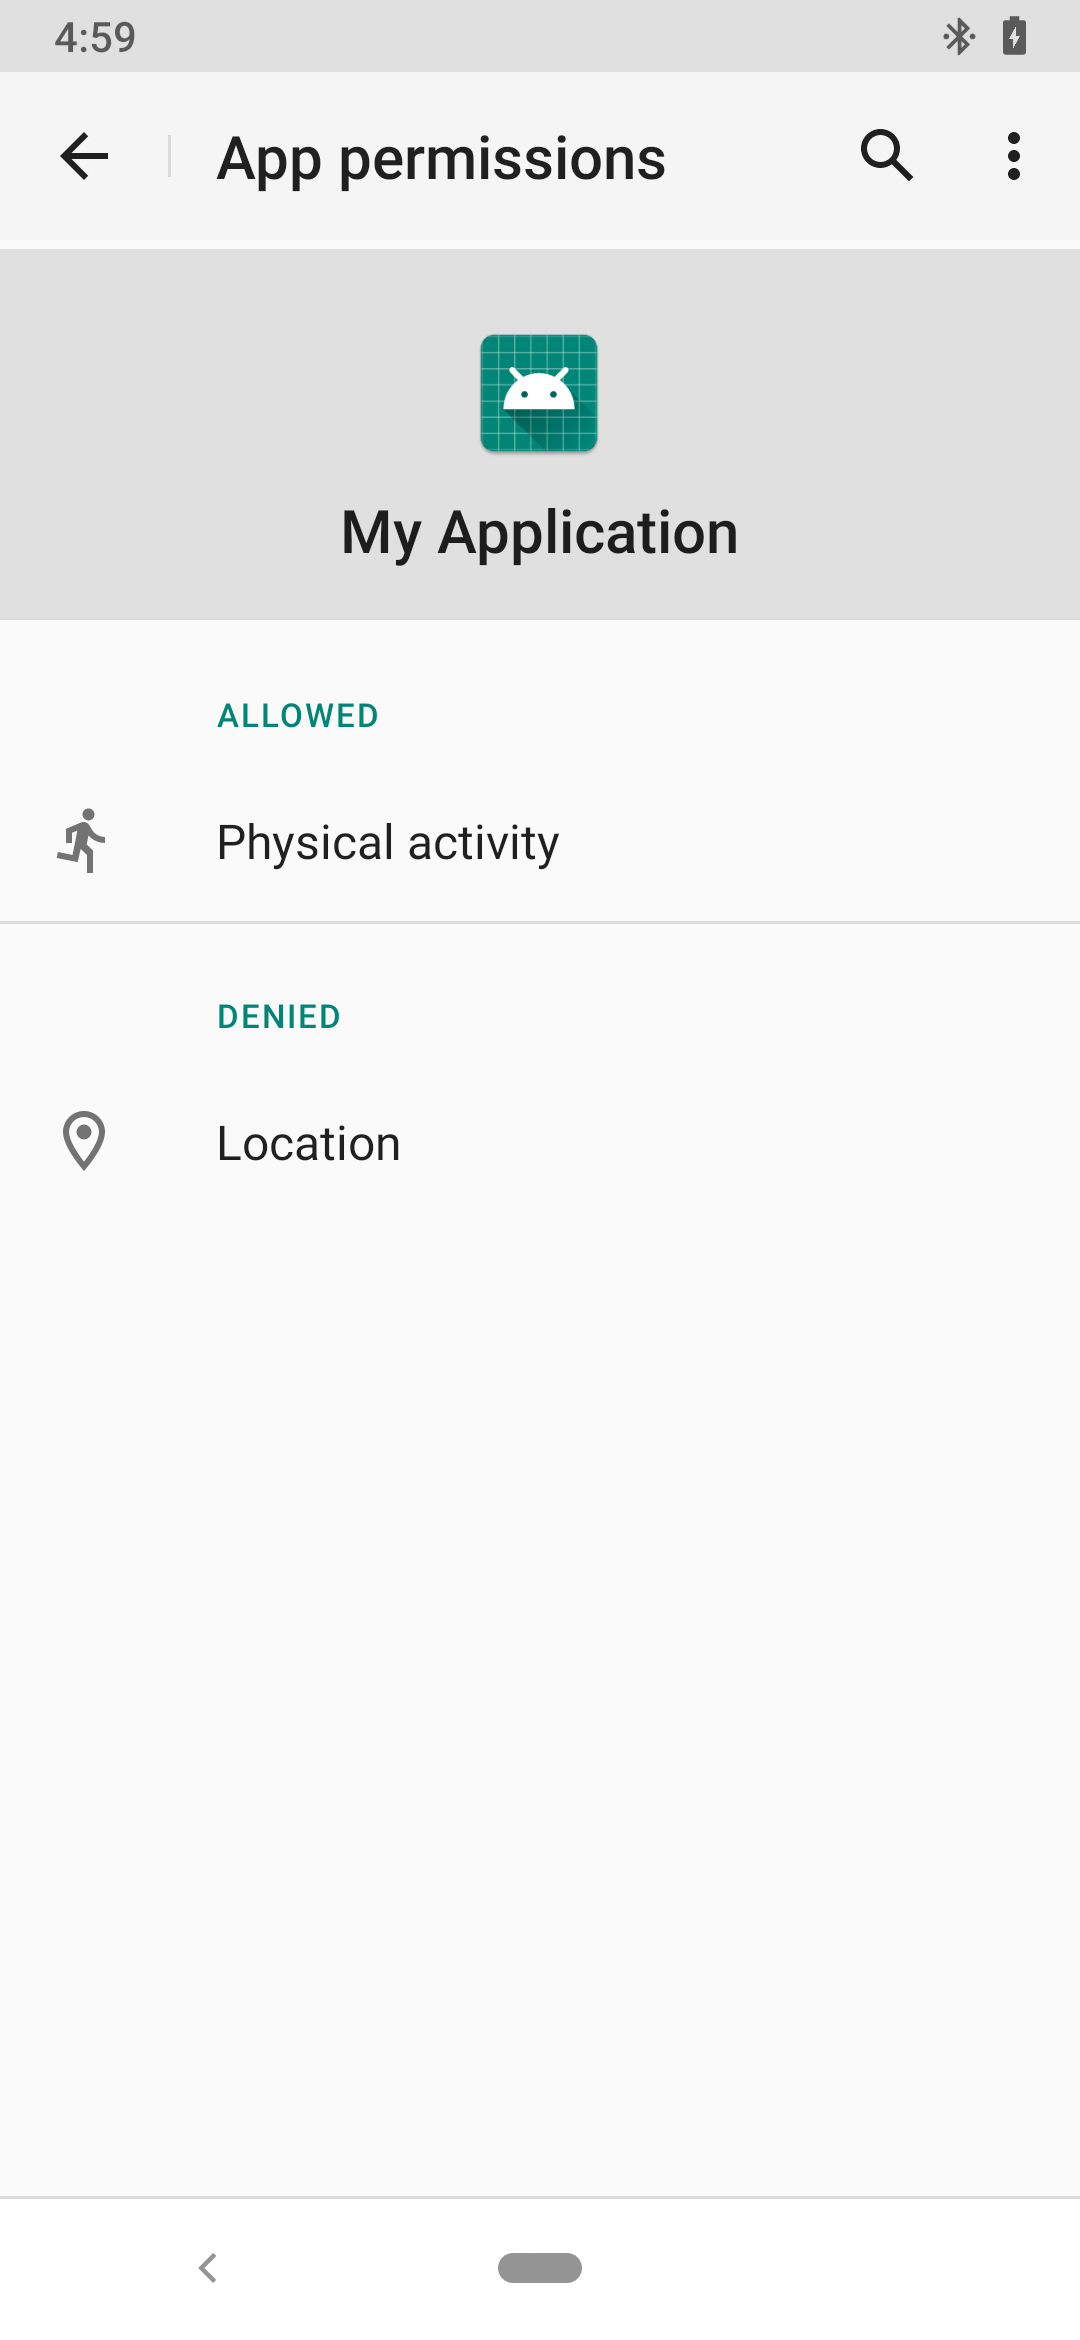 4:59
App permissions
My Application
ALLOWED
Physical activity
DENIED
Location